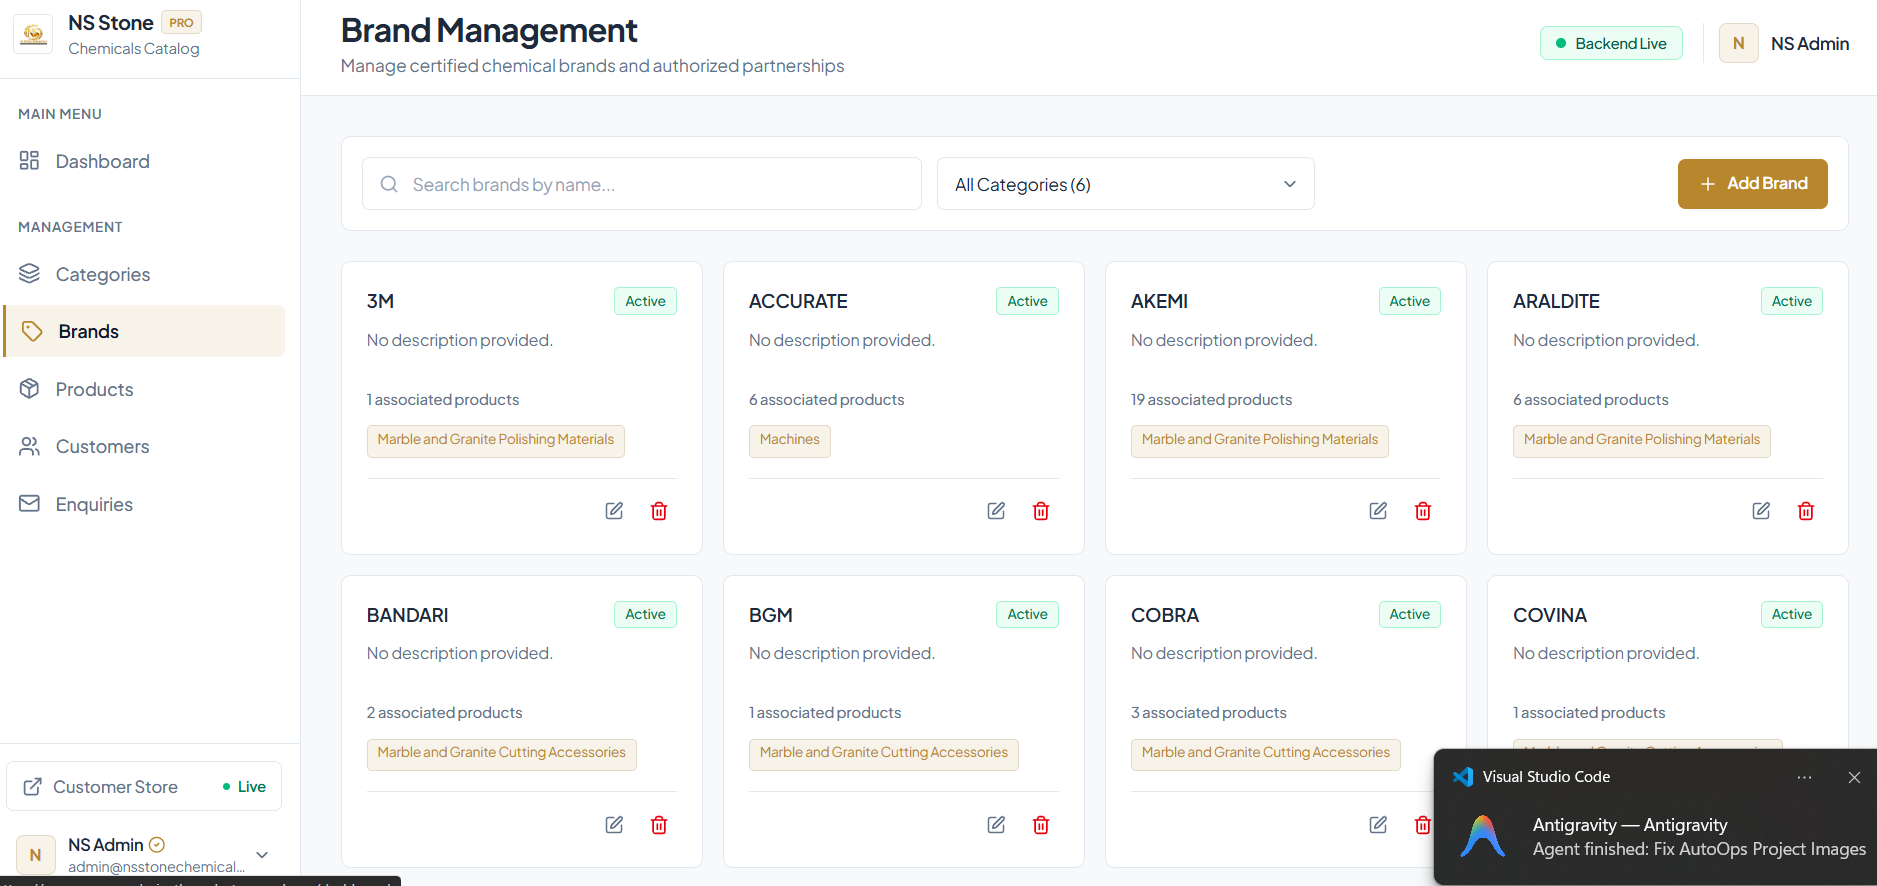 NS Stone PRO
Chemicals Catalog
MAIN MENU
Dashboard
MANAGEMENT
Categories
Brands
Products
Customers
Enquiries
Customer Store Live
N NS Admin
admin@nsstonechemical...
Brand Management
Manage certified chemical brands and authorized partnerships
Backend Live
N NS Admin
Search brands by name...
All Categories (6)
Add Brand
3M Active
No description provided.
1 associated products
Marble and Granite Polishing Materials
ACCURATE Active
No description provided.
6 associated products
Machines
AKEMI Active
No description provided.
19 associated products
Marble and Granite Polishing Materials
ARALDITE Active
No description provided.
6 associated products
Marble and Granite Polishing Materials
BANDARI Active
No description provided.
2 associated products
Marble and Granite Cutting Accessories
BGM Active
No description provided.
1 associated products
Marble and Granite Cutting Accessories
COBRA Active
No description provided.
3 associated products
Marble and Granite Cutting Accessories
COVINA Active
No description provided.
1 associated products
Visual Studio Code
Antigravity — Antigravity
Agent finished: Fix AutoOps Project Images